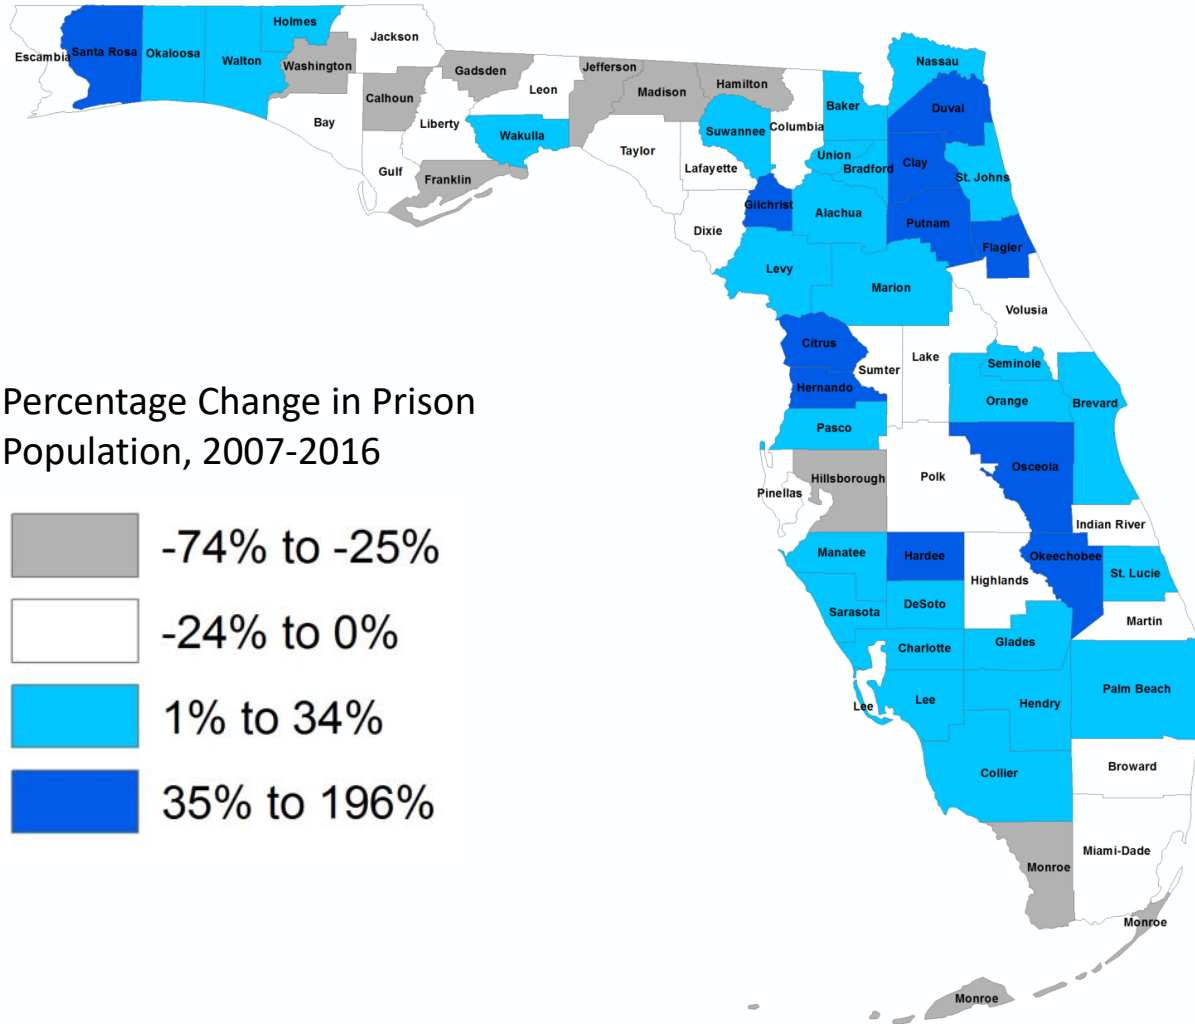 Holmes
Jackson
Escambia
Santa Rosa
Okaloosa
Walton
Washington
Calhoun
Bay
Gulf
Liberty
Gadsden
Leon
Wakulla
Franklin
Jefferson
Madison
Hamilton
Taylor
Suwannee
Columbia
Lafayette
Dixie
Nassau
Baker
Duval
Union
Bradford
Clay
St. Johns
Gilchrist
Alachua
Putnam
Flagler
Levy
Marion
Volusia
Citrus
Sumter
Lake
Hernando
Seminole
Orange
Brevard
Pasco
Percentage Change in Prison
Population, 2007-2016
-74% to -25%
-24% to 0%
1% to 34%
35% to 196%
Pinellas
Hillsborough
Polk
Osceola
Indian River
Manatee
Hardee
Highlands
Okeechobee
St. Lucie
Sarasota
DeSoto
Martin
Charlotte
Glades
Lee
Lee
Hendry
Palm Beach
Collier
Broward
Monroe
Miami-Dade
Monroe
Monroe